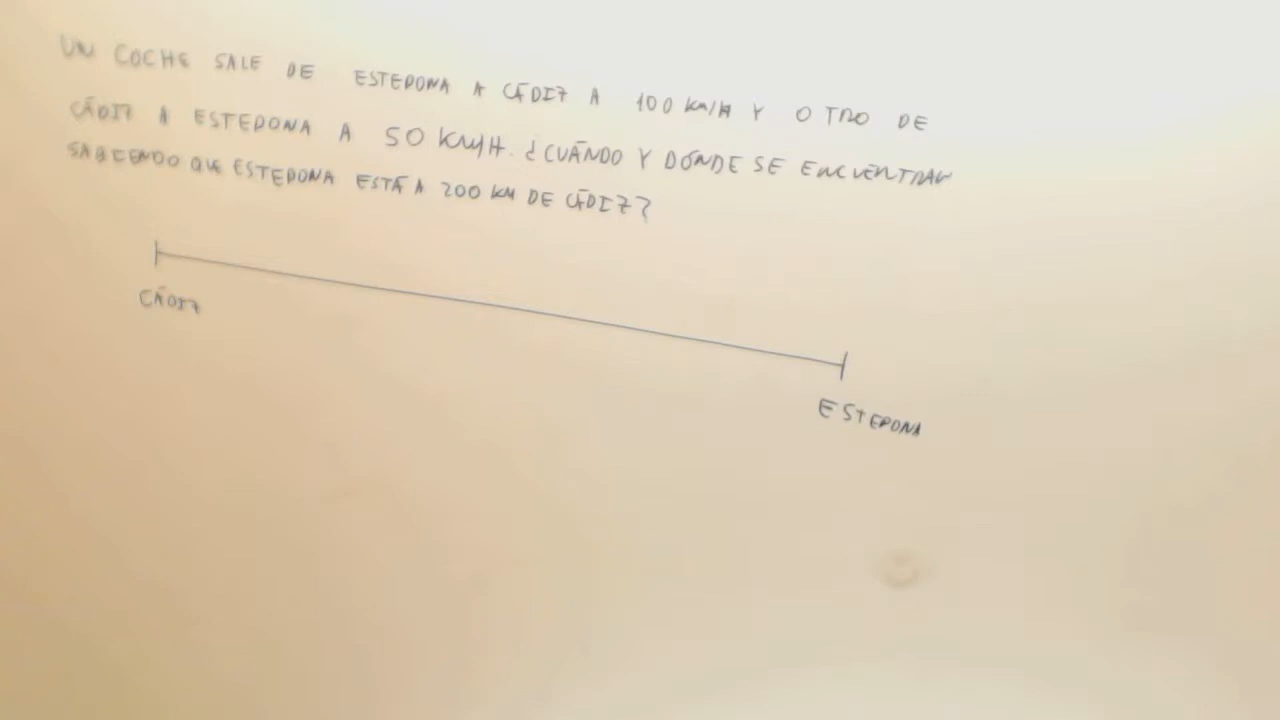 UN COCHE SALE DE ESTEPONA A CÁDIZ A 100 KM/H Y OTRO DE
CÁDIZ A ESTEPONA A 50 KM/H. ¿CUÁNDO Y DÓNDE SE ENCUENTRAN
SABIENDO QUE ESTEPONA ESTÁ A 200 KM DE CÁDIZ?
CÁDIZ
ESTEPONA